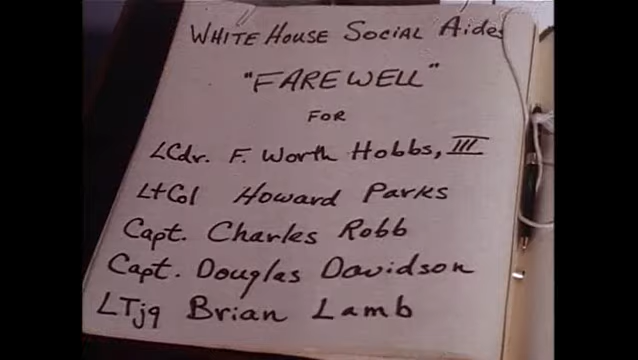 WHITE HOUSE SOCIAL Aides
"FAREWELL"
FOR
LCdr. F. Worth Hobbs, III
LtCol Howard Parks
Capt. Charles Robb
Capt. Douglas Davidson
LTjg Brian Lamb